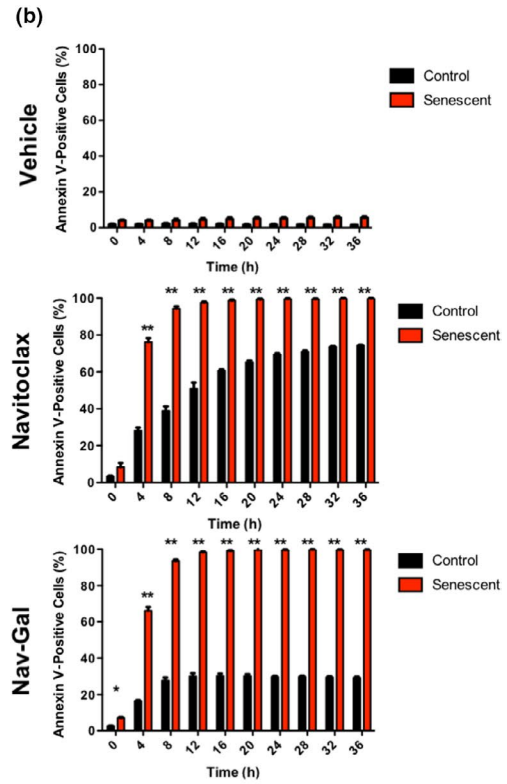 (b)
Vehicle
Annexin V-Positive Cells (%)
100
80
60
40
20
0
0 4 8 12 16 20 24 28 32 36
Time (h)
Control
Senescent
Navitoclax
Annexin V-Positive Cells (%)
** ** ** ** ** ** ** ** **
100
80
60
40
20
0
0 4 8 12 16 20 24 28 32 36
Time (h)
Control
Senescent
Nav-Gal
Annexin V-Positive Cells (%)
* ** ** ** ** ** ** ** ** **
100
80
60
40
20
0
0 4 8 12 16 20 24 28 32 36
Time (h)
Control
Senescent